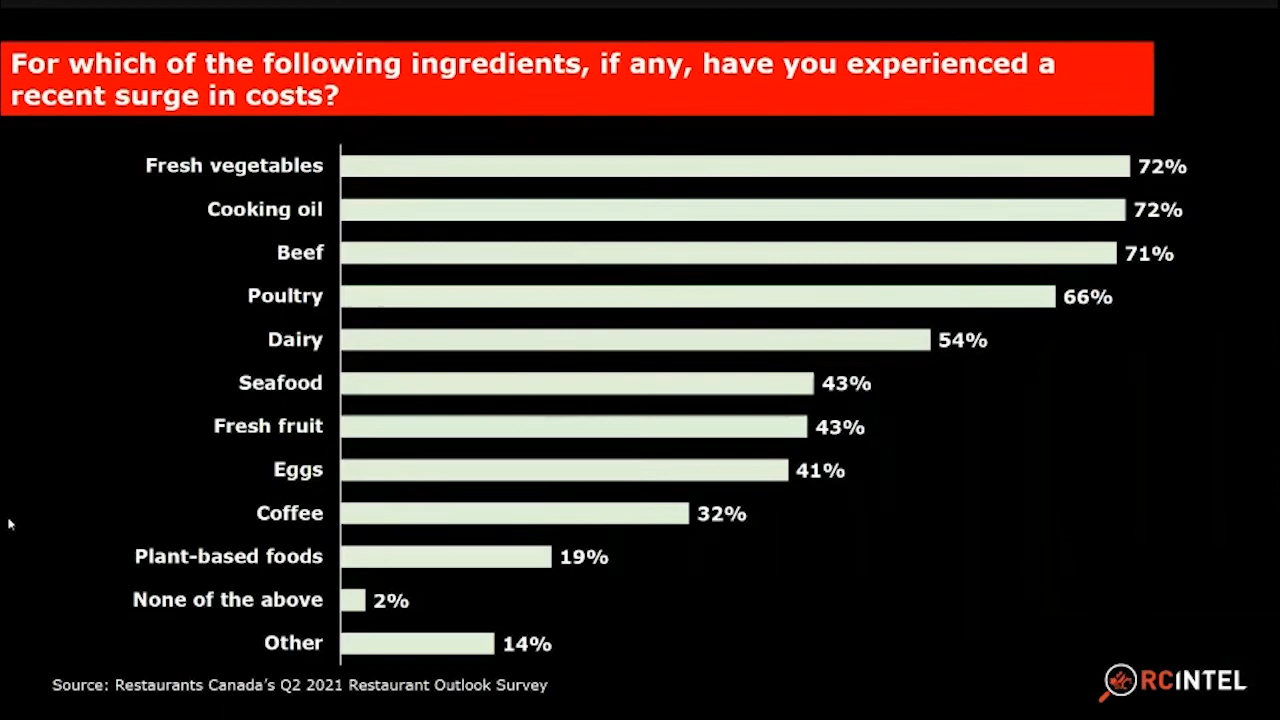 For which of the following ingredients, if any, have you experienced a
recent surge in costs?
Fresh vegetables 72%
Cooking oil 72%
Beef 71%
Poultry 66%
Dairy 54%
Seafood 43%
Fresh fruit 43%
Eggs 41%
Coffee 32%
Plant-based foods 19%
None of the above 2%
Other 14%
Source: Restaurants Canada’s Q2 2021 Restaurant Outlook Survey
RCINTEL